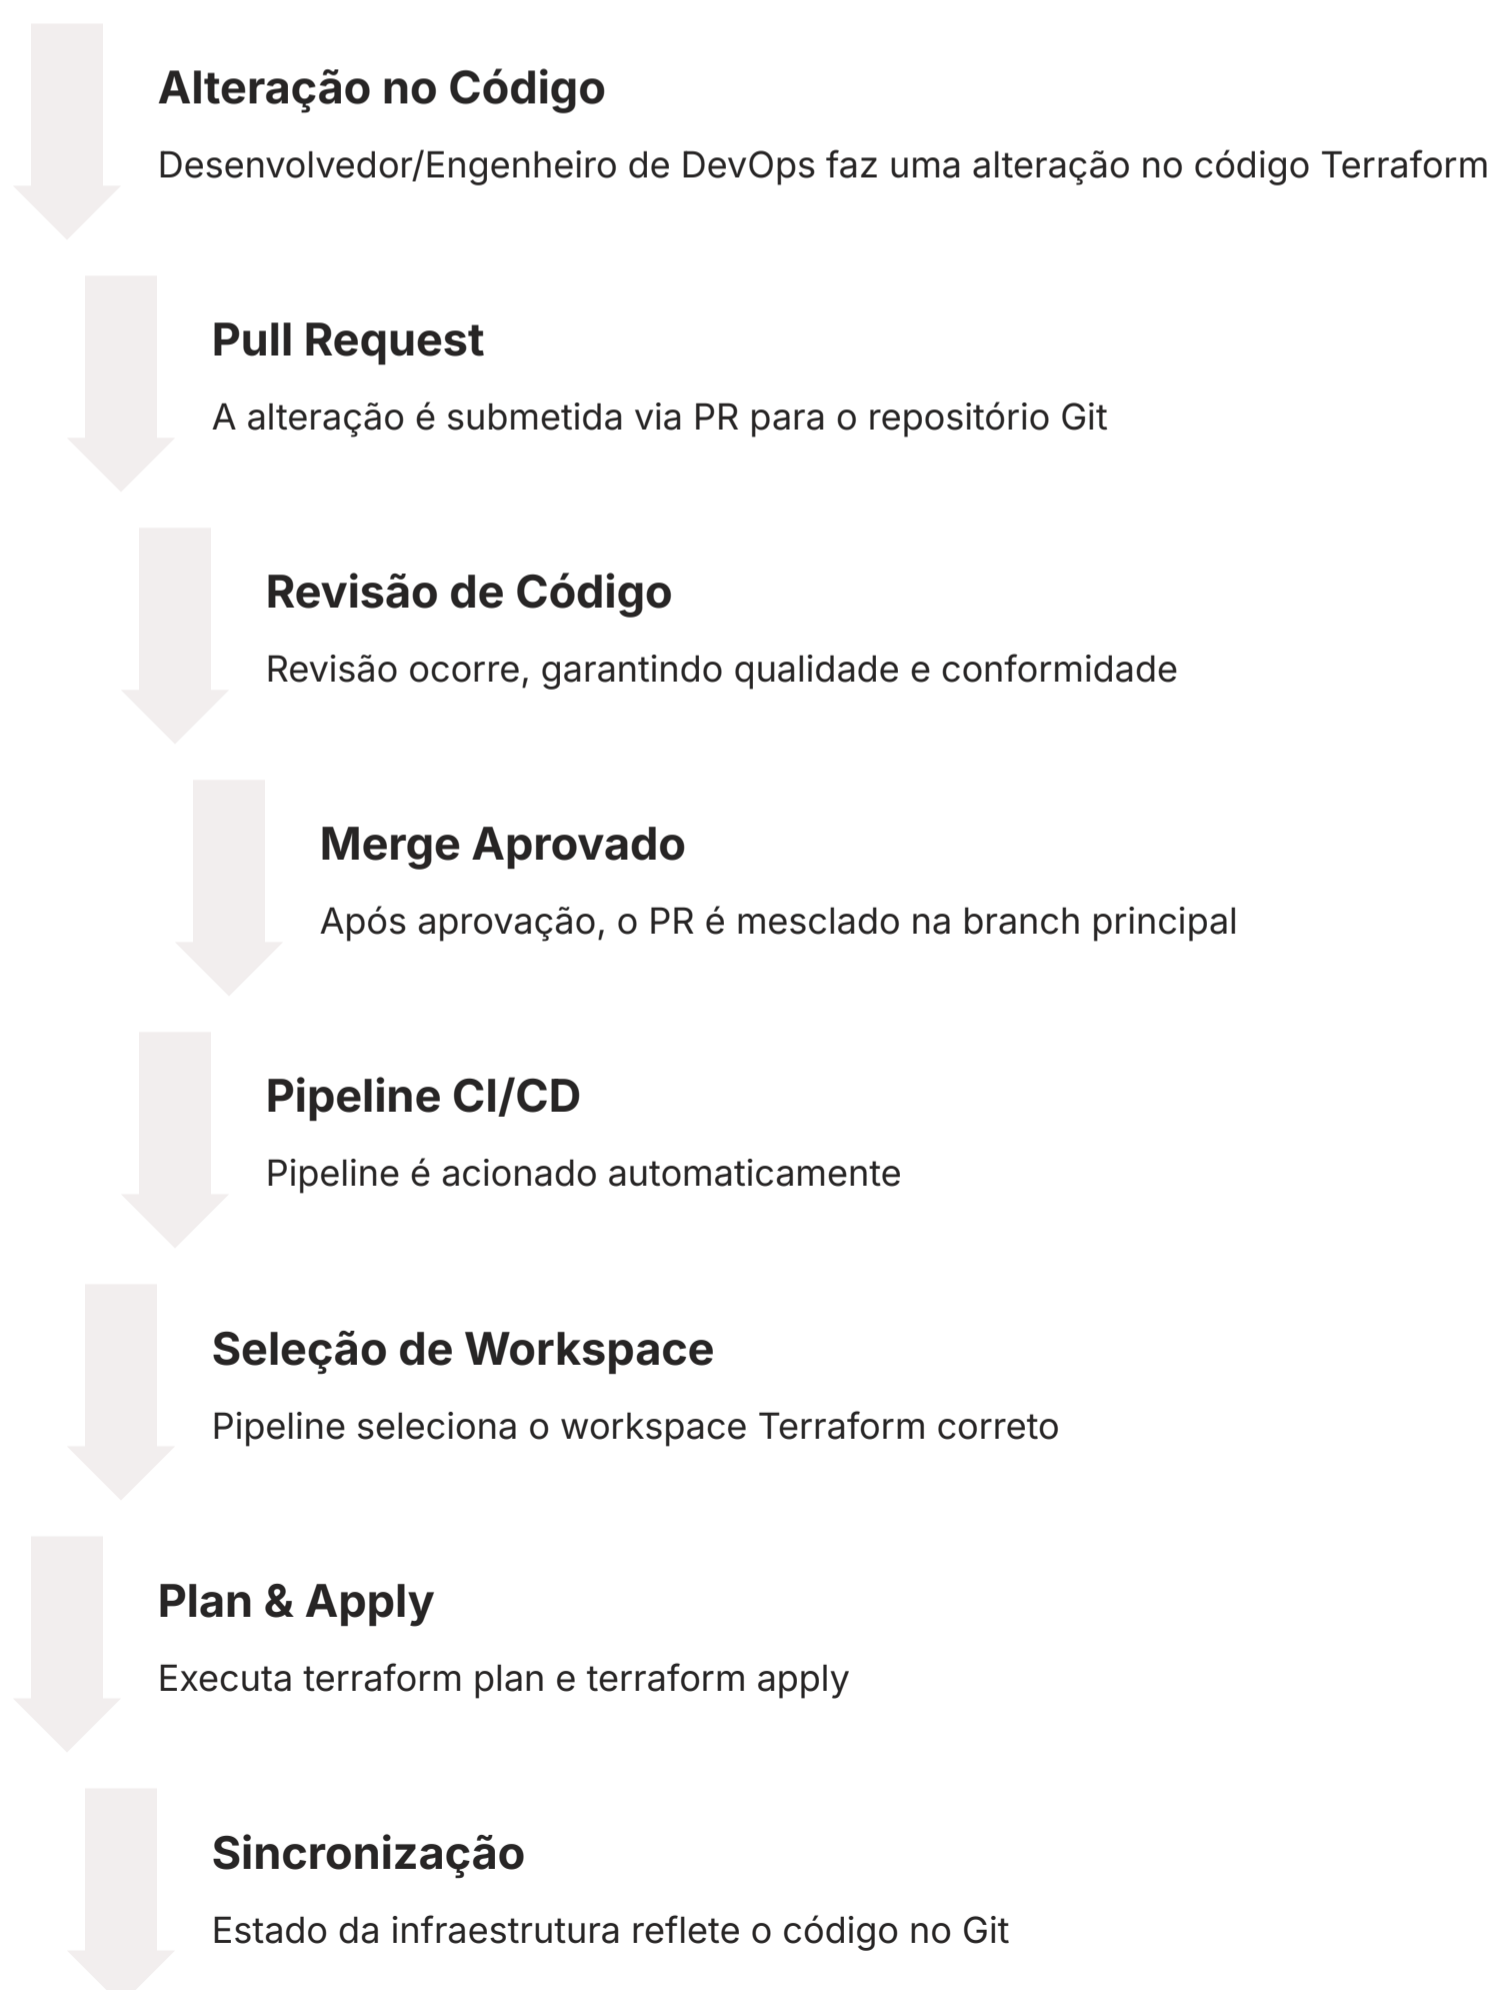 Alteração no Código
Desenvolvedor/Engenheiro de DevOps faz uma alteração no código Terraform
Pull Request
A alteração é submetida via PR para o repositório Git
Revisão de Código
Revisão ocorre, garantindo qualidade e conformidade
Merge Aprovado
Após aprovação, o PR é mesclado na branch principal
Pipeline CI/CD
Pipeline é acionado automaticamente
Seleção de Workspace
Pipeline seleciona o workspace Terraform correto
Plan & Apply
Executa terraform plan e terraform apply
Sincronização
Estado da infraestrutura reflete o código no Git